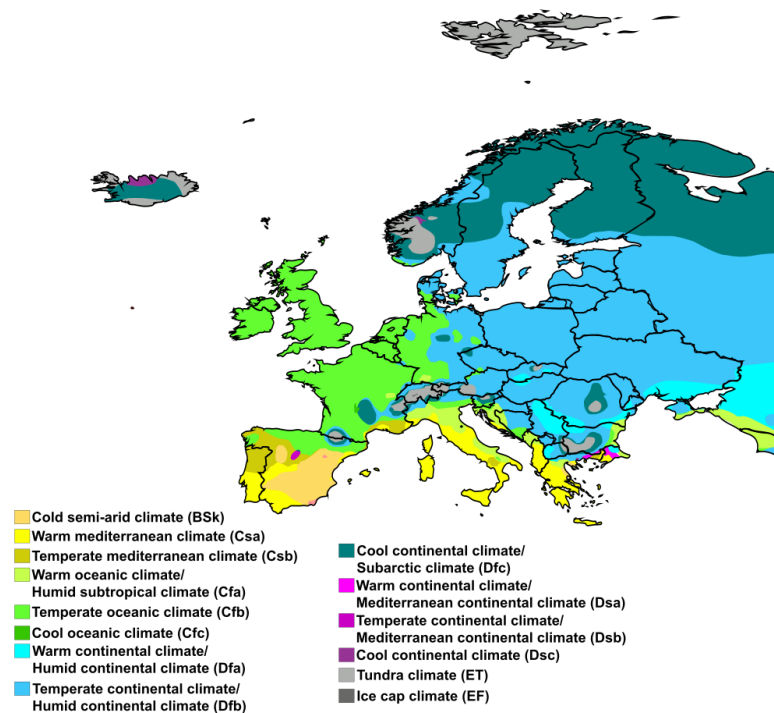 Cold semi-arid climate (BSk)
Warm mediterranean climate (Csa)
Temperate mediterranean climate (Csb)
Warm oceanic climate/
Humid subtropical climate (Cfa)
Temperate oceanic climate (Cfb)
Cool oceanic climate (Cfc)
Warm continental climate/
Humid continental climate (Dfa)
Temperate continental climate/
Humid continental climate (Dfb)
Cool continental climate/
Subarctic climate (Dfc)
Warm continental climate/
Mediterranean continental climate (Dsa)
Temperate continental climate/
Mediterranean continental climate (Dsb)
Cool continental climate (Dsc)
Tundra climate (ET)
Ice cap climate (EF)